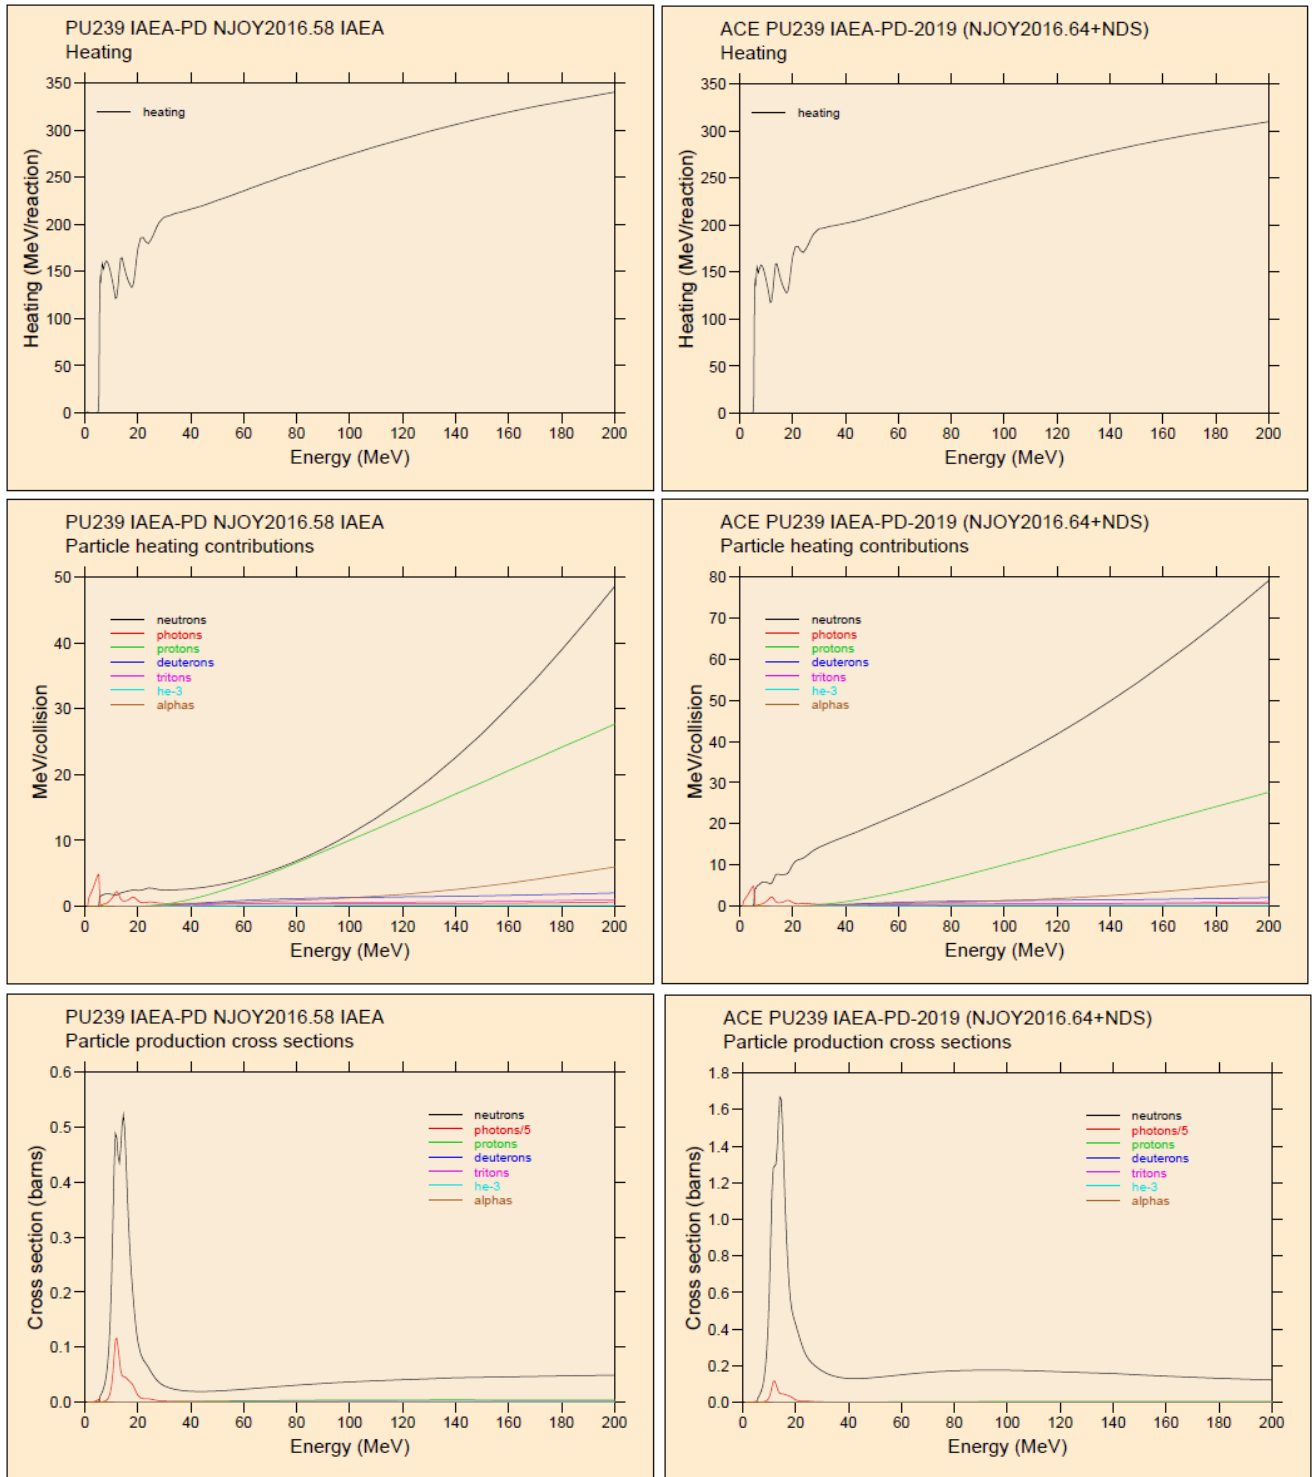 PU239 IAEA-PD NJOY2016.58 IAEA
Heating
350
300
250
200
150
100
50
0
Heating (MeV/reaction)
heating
0 20 40 60 80 100 120 140 160 180 200
Energy (MeV)
ACE PU239 IAEA-PD-2019 (NJOY2016.64+NDS)
Heating
350
300
250
200
150
100
50
0
Heating (MeV/reaction)
heating
0 20 40 60 80 100 120 140 160 180 200
Energy (MeV)
PU239 IAEA-PD NJOY2016.58 IAEA
Particle heating contributions
50
40
30
20
10
0
MeV/collision
neutrons
photons
protons
deuterons
tritons
he-3
alphas
0 20 40 60 80 100 120 140 160 180 200
Energy (MeV)
ACE PU239 IAEA-PD-2019 (NJOY2016.64+NDS)
Particle heating contributions
80
70
60
50
40
30
20
10
0
MeV/collision
neutrons
photons
protons
deuterons
tritons
he-3
alphas
0 20 40 60 80 100 120 140 160 180 200
Energy (MeV)
PU239 IAEA-PD NJOY2016.58 IAEA
Particle production cross sections
0.6
0.5
0.4
0.3
0.2
0.1
0.0
Cross section (barns)
neutrons
photons/5
protons
deuterons
tritons
he-3
alphas
0 20 40 60 80 100 120 140 160 180 200
Energy (MeV)
ACE PU239 IAEA-PD-2019 (NJOY2016.64+NDS)
Particle production cross sections
1.8
1.6
1.4
1.2
1.0
0.8
0.6
0.4
0.2
0.0
Cross section (barns)
neutrons
photons/5
protons
deuterons
tritons
he-3
alphas
0 20 40 60 80 100 120 140 160 180 200
Energy (MeV)